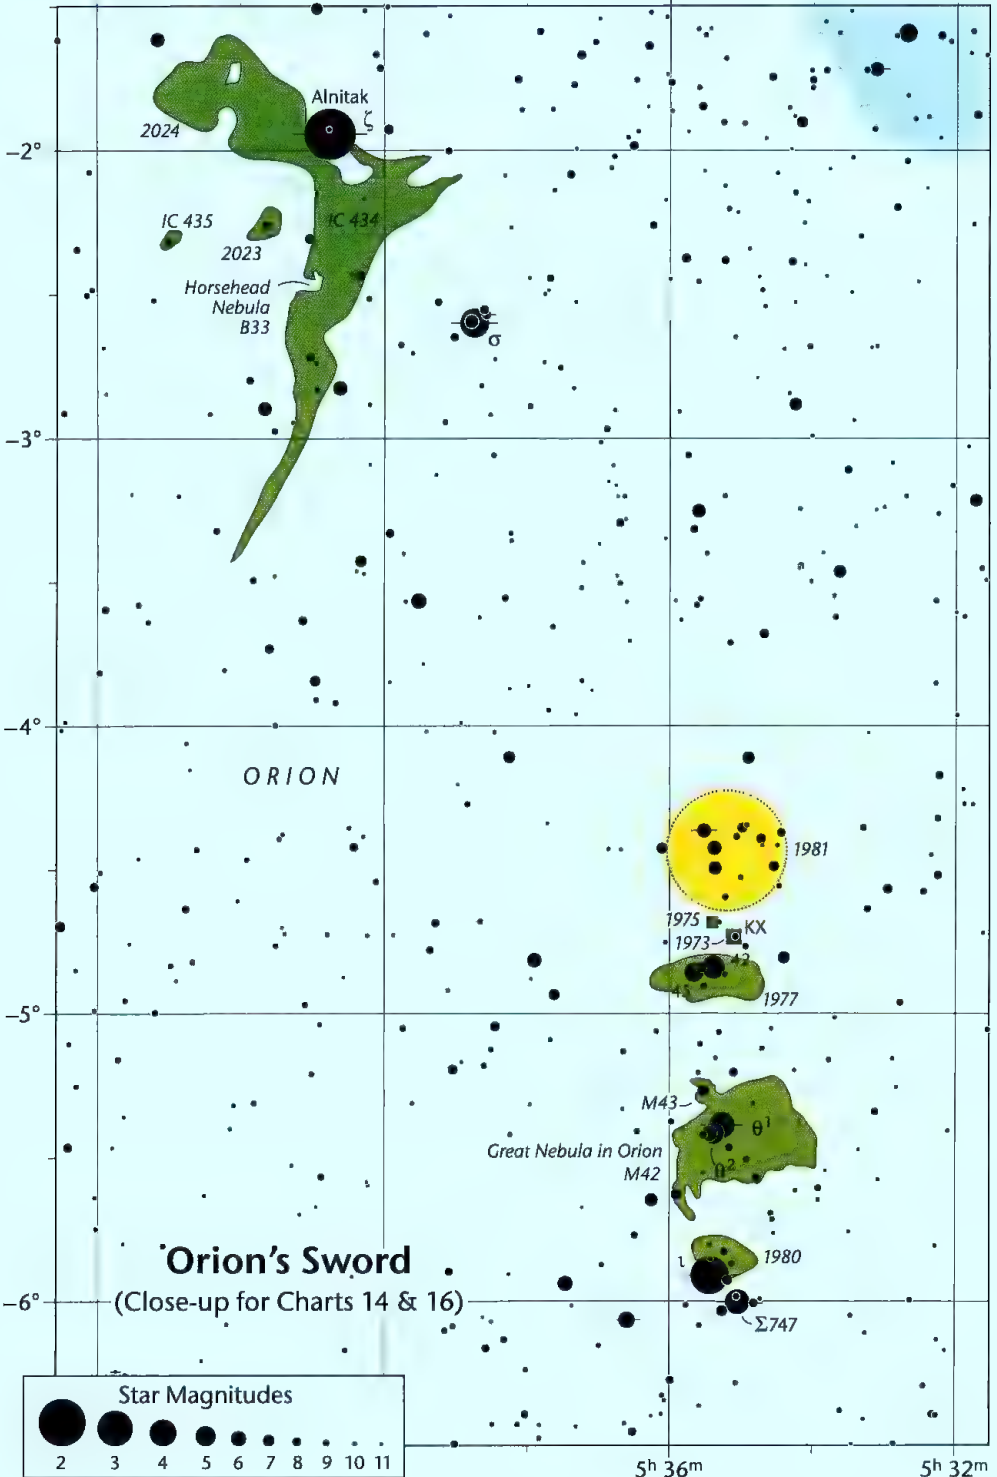 Alnitak
ζ
2024
−2°
IC 435
IC 434
2023
Horsehead
Nebula
B33
σ
−3°
−4°
ORION
1981
1975
KX
1973
42
45
1977
−5°
M43
θ¹
Great Nebula in Orion
θ²
M42
Orion's Sword
ι
1980
−6°
(Close-up for Charts 14 & 16)
Σ747
Star Magnitudes
2 3 4 5 6 7 8 9 10 11
5ʰ 36ᵐ
5ʰ 32ᵐ